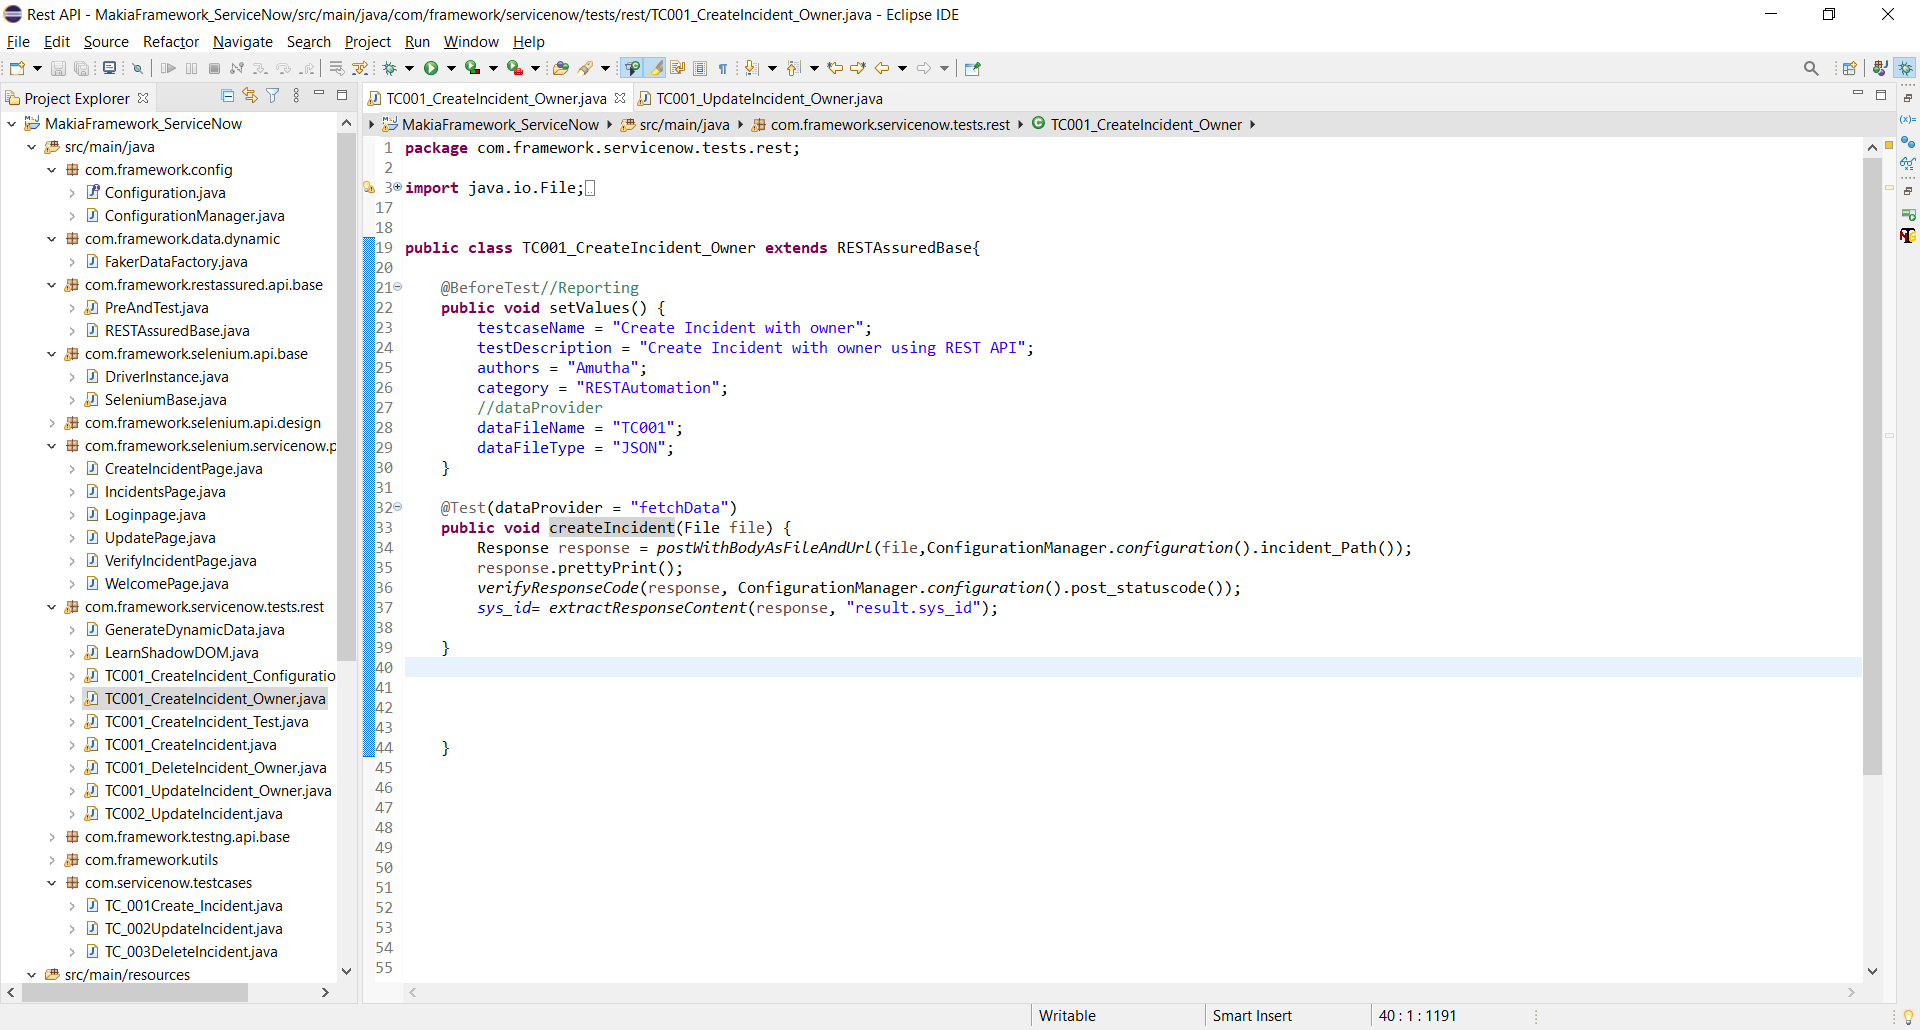 Rest API - MakiaFramework_ServiceNow/src/main/java/com/framework/servicenow/tests/rest/TC001_CreateIncident_Owner.java - Eclipse IDE
File Edit Source Refactor Navigate Search Project Run Window Help
Project Explorer
MakiaFramework_ServiceNow
src/main/java
com.framework.config
Configuration.java
ConfigurationManager.java
com.framework.data.dynamic
FakerDataFactory.java
com.framework.restassured.api.base
PreAndTest.java
RESTAssuredBase.java
com.framework.selenium.api.base
DriverInstance.java
SeleniumBase.java
com.framework.selenium.api.design
com.framework.selenium.servicenow.p
CreateIncidentPage.java
IncidentsPage.java
Loginpage.java
UpdatePage.java
VerifyIncidentPage.java
WelcomePage.java
com.framework.servicenow.tests.rest
GenerateDynamicData.java
LearnShadowDOM.java
TC001_CreateIncident_Configuratio
TC001_CreateIncident_Owner.java
TC001_CreateIncident_Test.java
TC001_CreateIncident.java
TC001_DeleteIncident_Owner.java
TC001_UpdateIncident_Owner.java
TC002_UpdateIncident.java
com.framework.testng.api.base
com.framework.utils
com.servicenow.testcases
TC_001Create_Incident.java
TC_002UpdateIncident.java
TC_003DeleteIncident.java
src/main/resources
TC001_CreateIncident_Owner.java TC001_UpdateIncident_Owner.java
MakiaFramework_ServiceNow src/main/java com.framework.servicenow.tests.rest TC001_CreateIncident_Owner
1 package com.framework.servicenow.tests.rest;
2
3 import java.io.File;
17
18
19 public class TC001_CreateIncident_Owner extends RESTAssuredBase{
20
21 @BeforeTest//Reporting
22 public void setValues() {
23 testcaseName = "Create Incident with owner";
24 testDescription = "Create Incident with owner using REST API";
25 authors = "Amutha";
26 category = "RESTAutomation";
27 //dataProvider
28 dataFileName = "TC001";
29 dataFileType = "JSON";
30 }
31
32 @Test(dataProvider = "fetchData")
33 public void createIncident(File file) {
34 Response response = postWithBodyAsFileAndUrl(file,ConfigurationManager.configuration().incident_Path());
35 response.prettyPrint();
36 verifyResponseCode(response, ConfigurationManager.configuration().post_statuscode());
37 sys_id= extractResponseContent(response, "result.sys_id");
38
39 }
40
41
42
43
44 }
45
46
47
48
49
50
51
52
53
54
55
Writable Smart Insert 40 : 1 : 1191